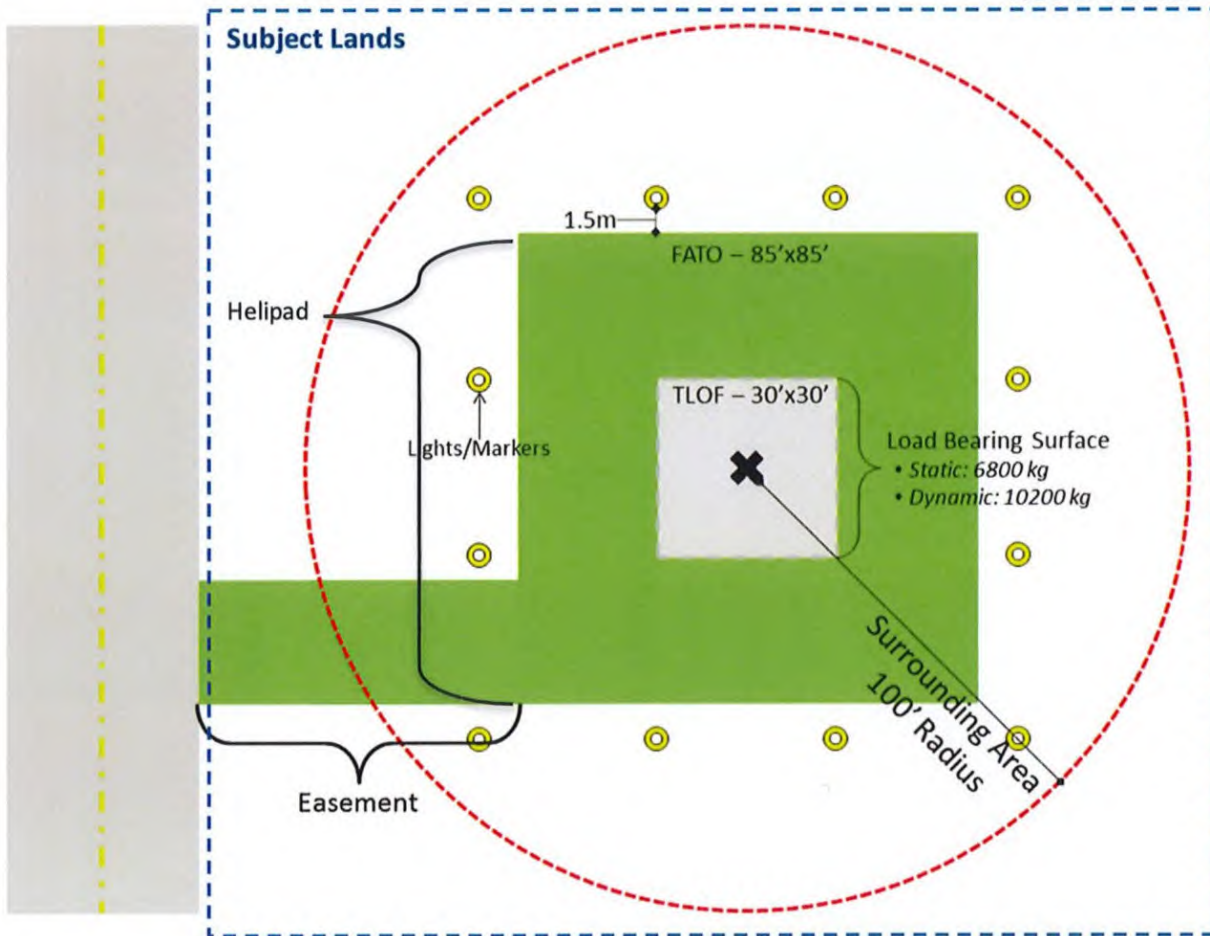 Subject Lands
1.5m
FATO – 85'x85'
Helipad
TLOF – 30'x30'
Lights/Markers
Load Bearing Surface
• Static: 6800 kg
• Dynamic: 10200 kg
Surrounding Area
100' Radius
Easement